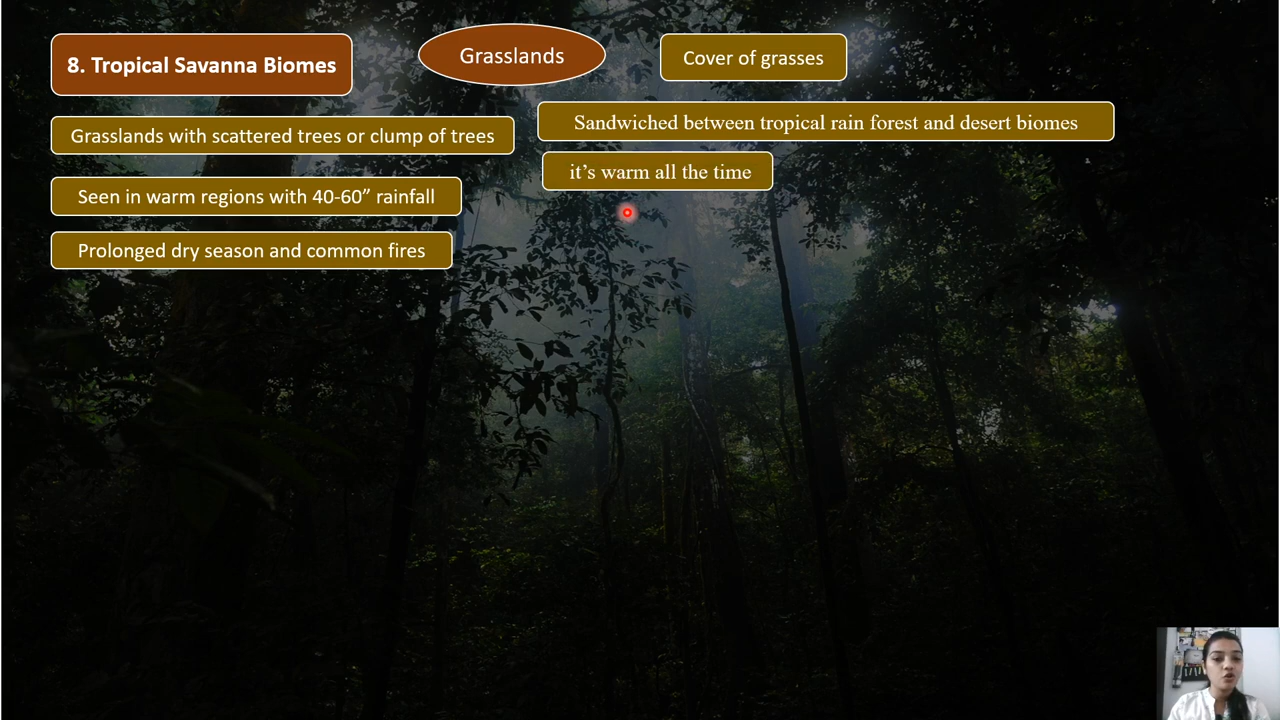 8. Tropical Savanna Biomes
Grasslands
Cover of grasses
Grasslands with scattered trees or clump of trees
Sandwiched between tropical rain forest and desert biomes
it’s warm all the time
Seen in warm regions with 40-60” rainfall
Prolonged dry season and common fires